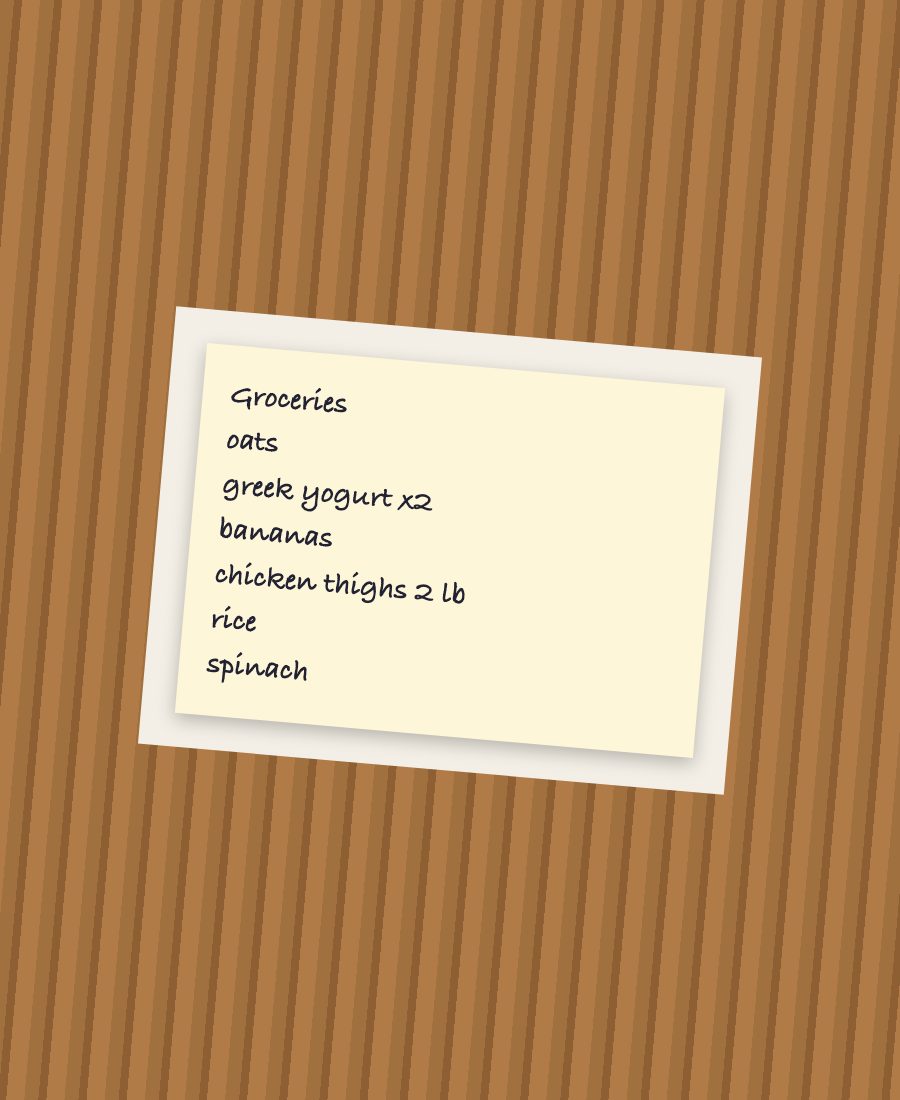 Groceries
oats
greek yogurt x2
bananas
chicken thighs 2 lb
rice
spinach